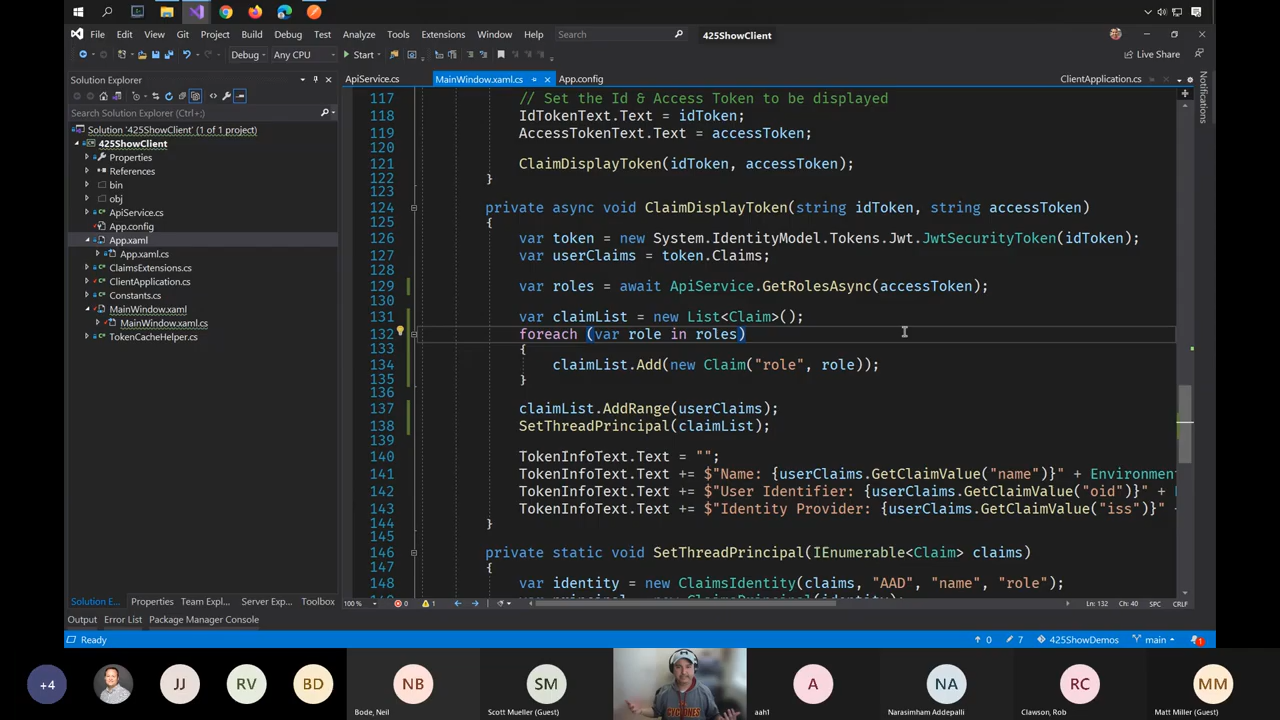 File Edit View Git Project Build Debug Test Analyze Tools Extensions Window Help Search 425ShowClient
Debug Any CPU Start Live Share
Solution Explorer
Search Solution Explorer (Ctrl+;)
Solution '425ShowClient' (1 of 1 project)
425ShowClient
Properties
References
bin
obj
ApiService.cs
App.config
App.xaml
App.xaml.cs
ClaimsExtensions.cs
ClientApplication.cs
Constants.cs
MainWindow.xaml
MainWindow.xaml.cs
TokenCacheHelper.cs
Solution E... Properties Team Expl... Server Exp... Toolbox
ApiService.cs MainWindow.xaml.cs App.config ClientApplication.cs
Notifications
117 // Set the Id & Access Token to be displayed
118 IdTokenText.Text = idToken;
119 AccessTokenText.Text = accessToken;
120
121 ClaimDisplayToken(idToken, accessToken);
122 }
123
124 private async void ClaimDisplayToken(string idToken, string accessToken)
125 {
126 var token = new System.IdentityModel.Tokens.Jwt.JwtSecurityToken(idToken);
127 var userClaims = token.Claims;
128
129 var roles = await ApiService.GetRolesAsync(accessToken);
130
131 var claimList = new List<Claim>();
132 foreach (var role in roles)
133 {
134 claimList.Add(new Claim("role", role));
135 }
136
137 claimList.AddRange(userClaims);
138 SetThreadPrincipal(claimList);
139
140 TokenInfoText.Text = "";
141 TokenInfoText.Text += $"Name: {userClaims.GetClaimValue("name")}" + Environment
142 TokenInfoText.Text += $"User Identifier: {userClaims.GetClaimValue("oid")}" +
143 TokenInfoText.Text += $"Identity Provider: {userClaims.GetClaimValue("iss")}" +
144 }
145
146 private static void SetThreadPrincipal(IEnumerable<Claim> claims)
147 {
148 var identity = new ClaimsIdentity(claims, "AAD", "name", "role");
100 % 0 1 Ln: 132 Ch: 40 SPC CRLF
Output Error List Package Manager Console
Ready 0 7 425ShowDemos main 1
+4 JJ RV BD NB SM A NA RC MM
CYCLONES
Bode, Neil Scott Mueller (Guest) aah1 Narasimham Addepalli Clawson, Rob Matt Miller (Guest)